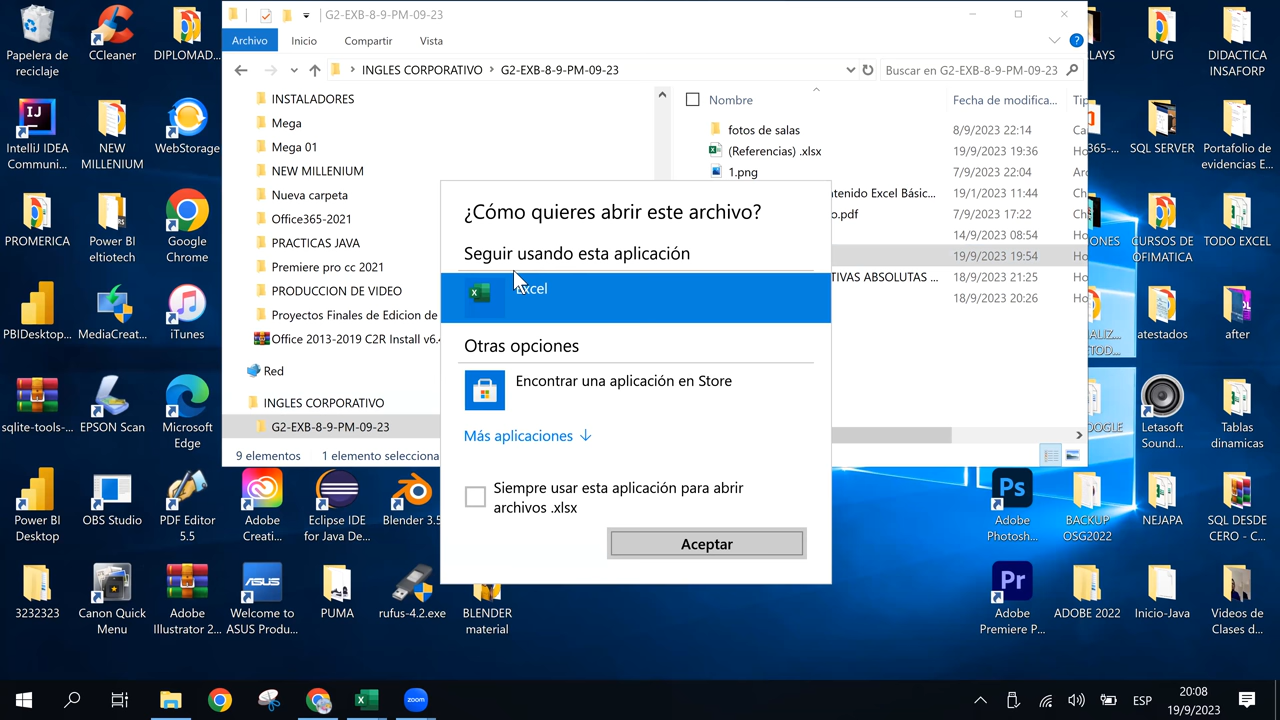 G2-EXB-8-9-PM-09-23
Archivo Inicio Compartir Vista
INGLES CORPORATIVO G2-EXB-8-9-PM-09-23
Buscar en G2-EXB-8-9-PM-09-23
INSTALADORES
Mega
Mega 01
NEW MILLENIUM
Nueva carpeta
Office365-2021
PRACTICAS JAVA
Premiere pro cc 2021
PRODUCCION DE VIDEO
Proyectos Finales de Edicion de
Office 2013-2019 C2R Install v6.4
Red
INGLES CORPORATIVO
G2-EXB-8-9-PM-09-23
9 elementos 1 elemento selecciona
Nombre Fecha de modifica... Tip
fotos de salas 8/9/2023 22:14
(Referencias) .xlsx 19/9/2023 19:36
1.png 7/9/2023 22:04
tenido Excel Básic... 19/1/2023 11:44
o.pdf 7/9/2023 17:22
14/9/2023 08:54
19/9/2023 19:54
TIVAS ABSOLUTAS ... 18/9/2023 21:25
18/9/2023 20:26
¿Cómo quieres abrir este archivo?
Seguir usando esta aplicación
Excel
Otras opciones
Encontrar una aplicación en Store
Más aplicaciones
Siempre usar esta aplicación para abrir
archivos .xlsx
Aceptar
Papelera de
reciclaje
CCleaner
DIPLOMAD...
IntelliJ IDEA
Communi...
NEW
MILLENIUM
WebStorage
PROMERICA
Power BI
eltiotech
Google
Chrome
PBIDesktop...
MediaCreat...
iTunes
sqlite-tools-...
EPSON Scan
Microsoft
Edge
Power BI
Desktop
OBS Studio
PDF Editor
5.5
Adobe
Creati...
Eclipse IDE
for Java De...
Blender 3.5
3232323
Canon Quick
Menu
Adobe
Illustrator 2...
Welcome to
ASUS Produ...
PUMA
rufus-4.2.exe
BLENDER
material
UFG
DIDACTICA
INSAFORP
SQL SERVER
Portafolio de
evidencias E...
CURSOS DE
OFIMATICA
TODO EXCEL
atestados
after
Letasoft
Sound...
Tablas
dinamicas
Adobe
Photosh...
BACKUP
OSG2022
NEJAPA
SQL DESDE
CERO - C...
Adobe
Premiere P...
ADOBE 2022
Inicio-Java
Videos de
Clases d...
zoom
ESP
20:08
19/9/2023